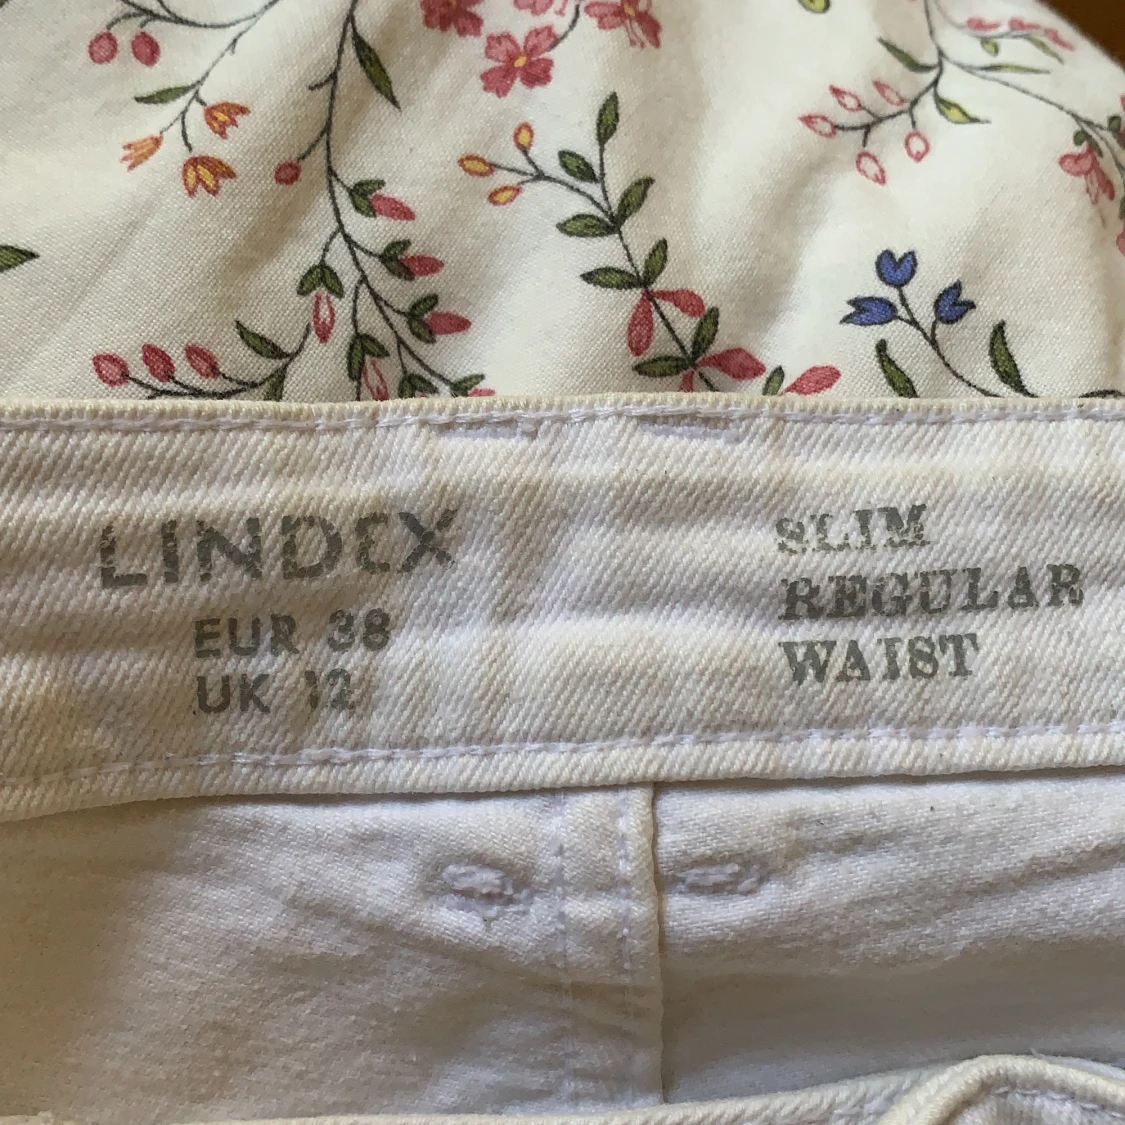 LINDEX
EUR 38
UK 12
SLIM
REGULAR
WAIST